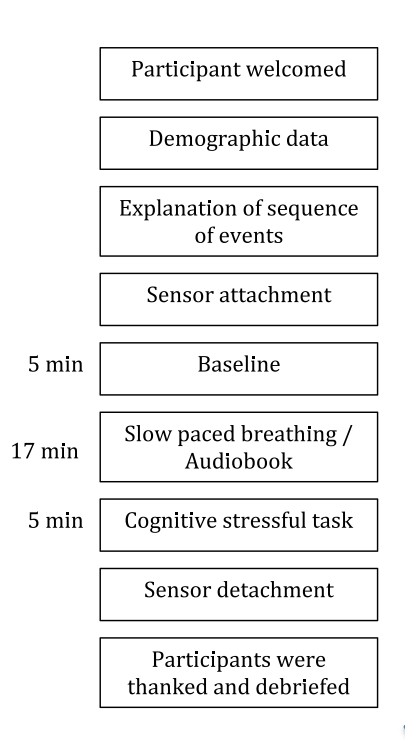 Participant welcomed
Demographic data
Explanation of sequence
of events
Sensor attachment
5 min Baseline
Slow paced breathing /
17 min
Audiobook
5 min Cognitive stressful task
Sensor detachment
Participants were
thanked and debriefed